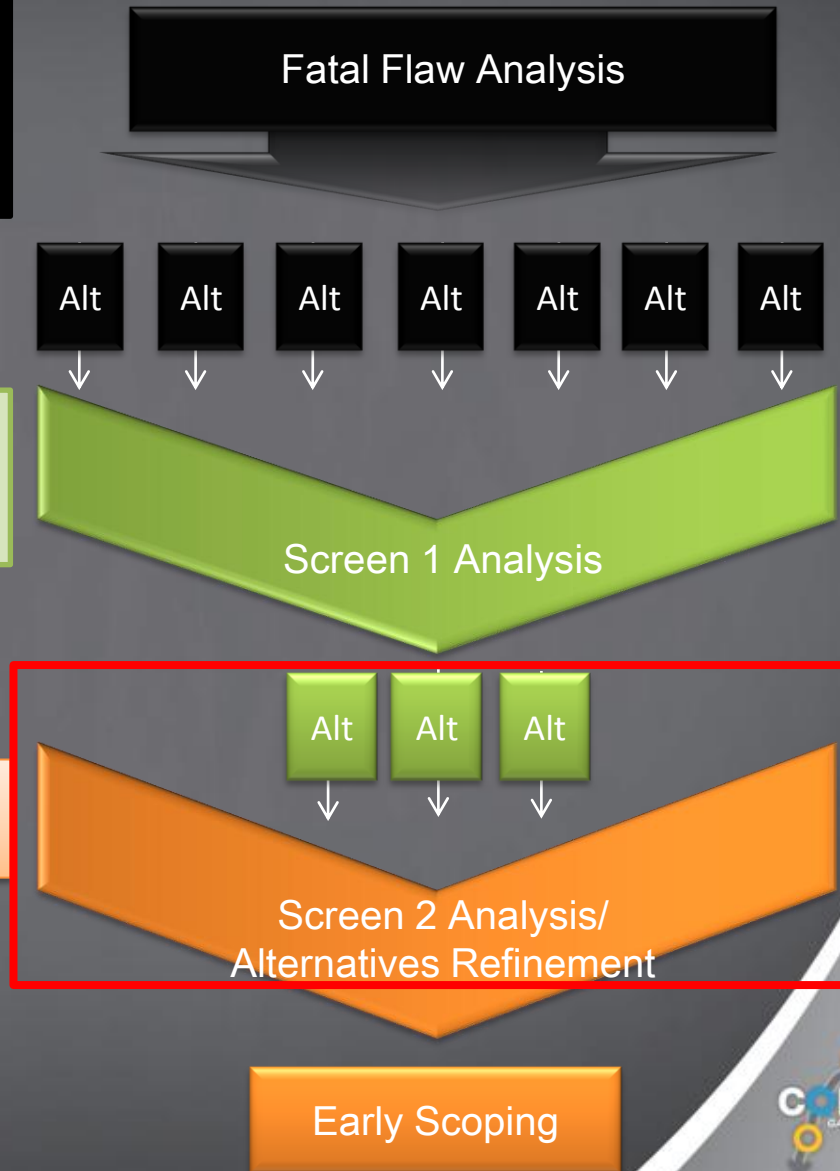 Fatal Flaw Analysis
Alt Alt Alt Alt Alt Alt Alt
Screen 1 Analysis
Alt Alt Alt
Screen 2 Analysis/
Alternatives Refinement
Early Scoping